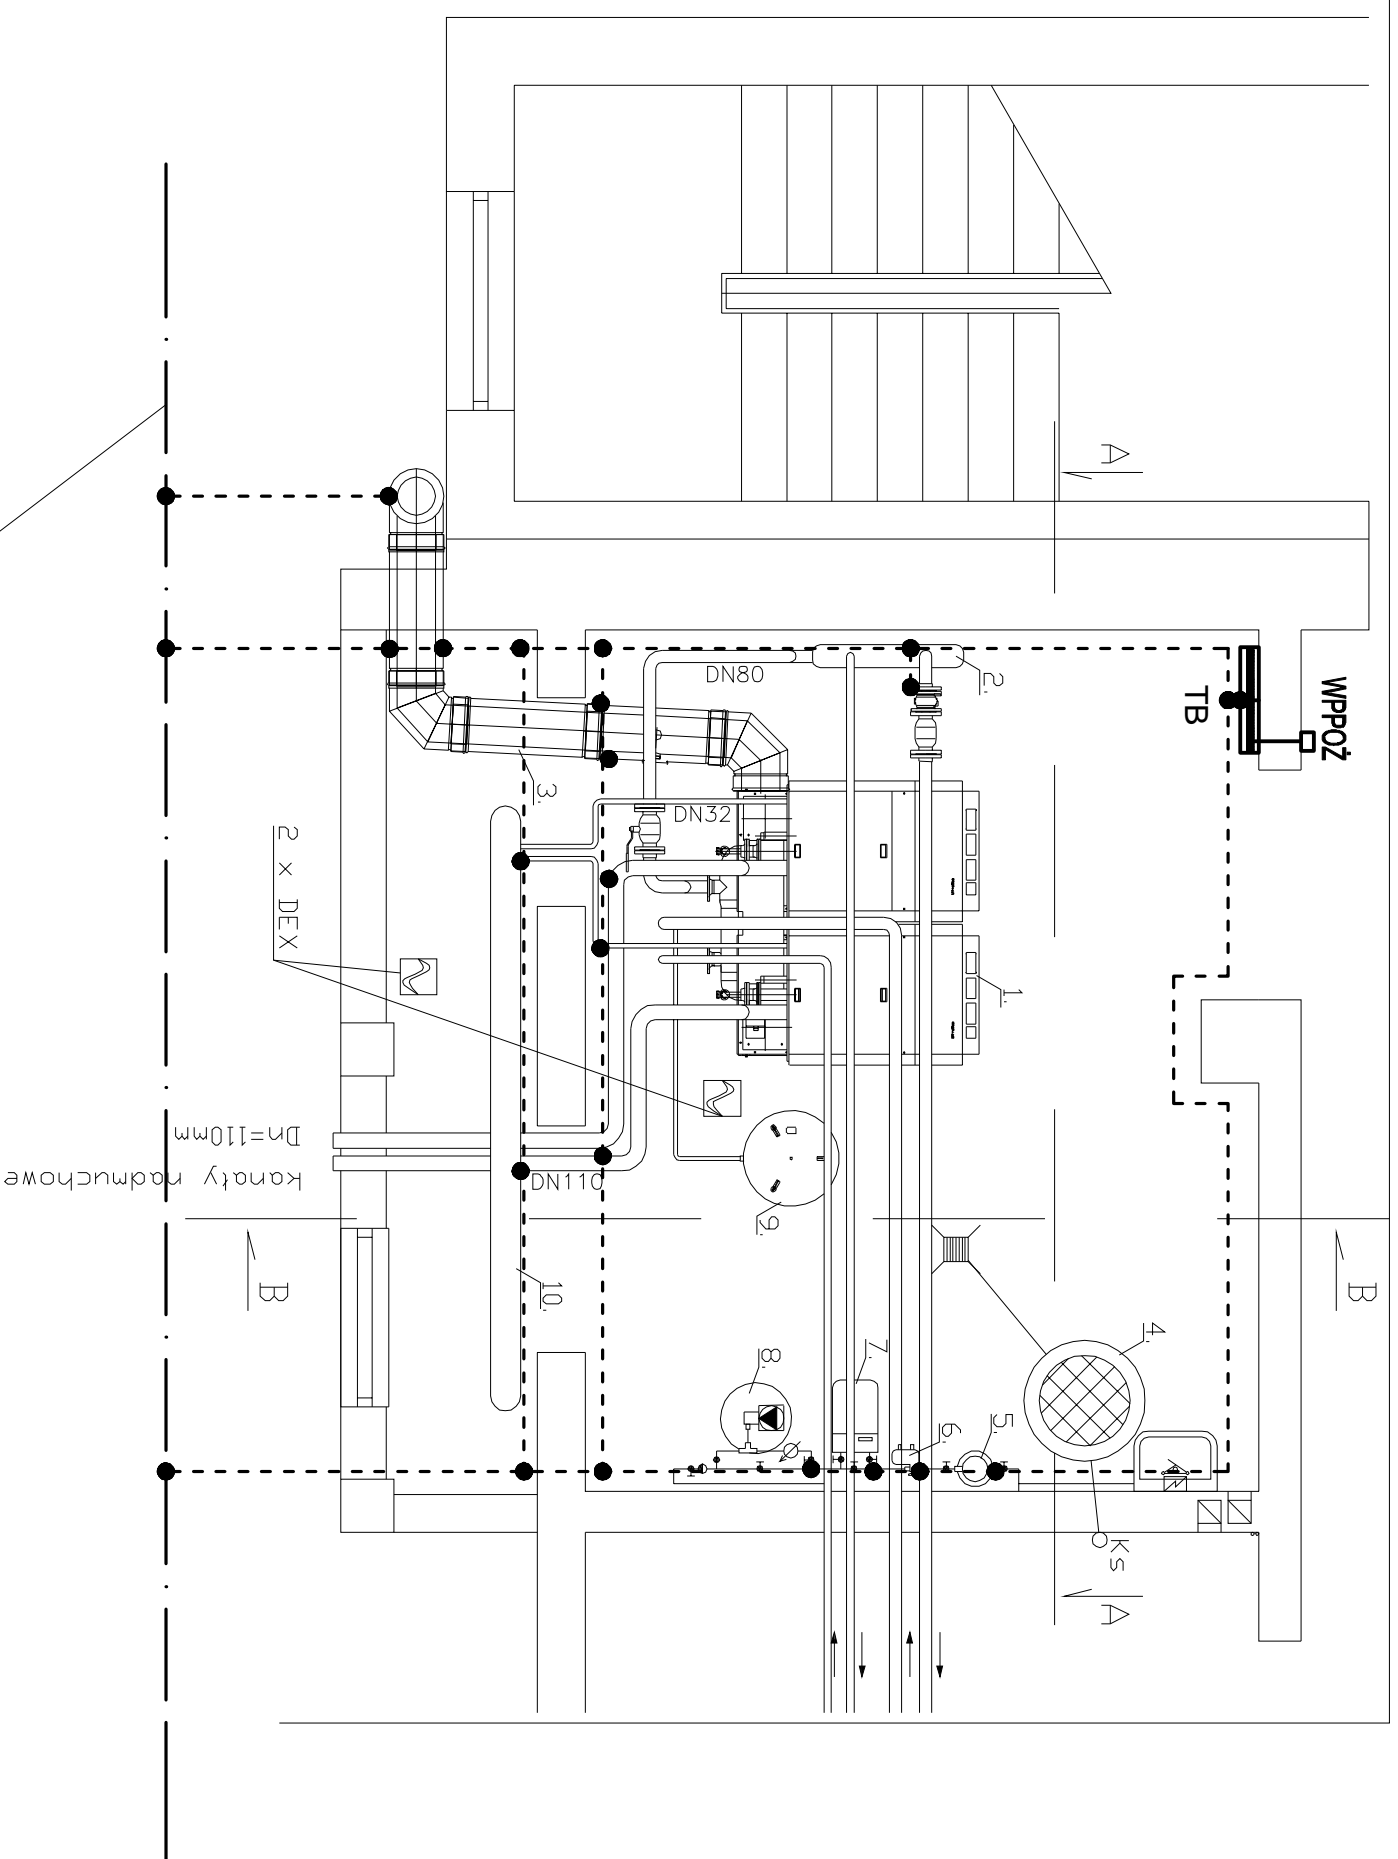 A
WPPOŻ
TB
DN80
2.
3.
DN32
2 x DEX
1.
Dn=110mm
kanały nadmuchowe
DN110
9.
B
10.
B
4.
7.
8.
5.
6.
Ks
A